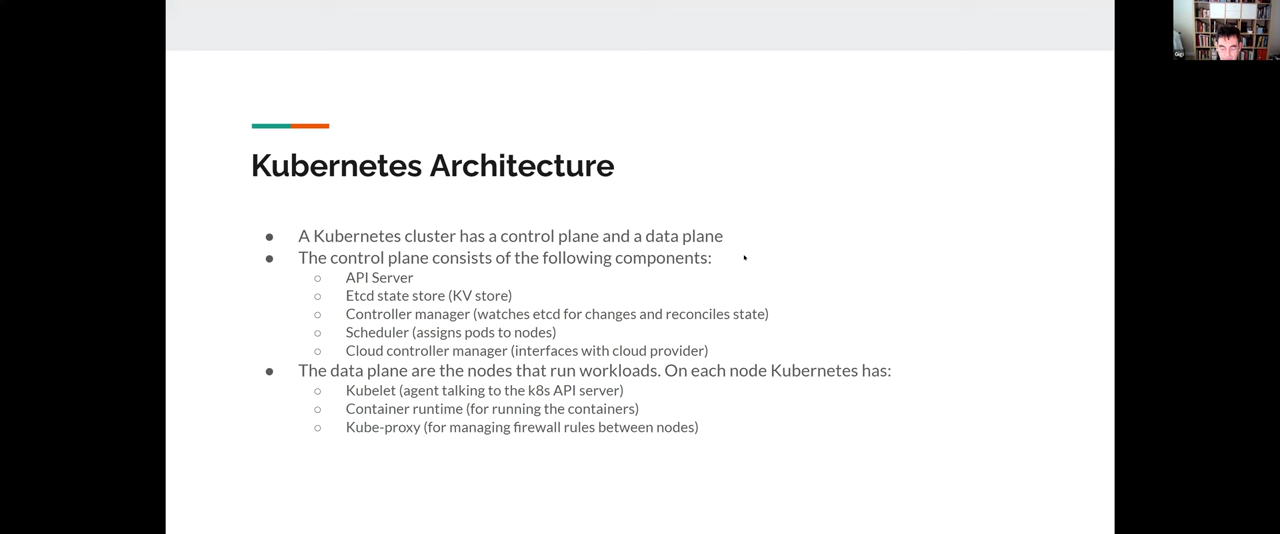 Kubernetes Architecture
● A Kubernetes cluster has a control plane and a data plane
● The control plane consists of the following components:
○ API Server
○ Etcd state store (KV store)
○ Controller manager (watches etcd for changes and reconciles state)
○ Scheduler (assigns pods to nodes)
○ Cloud controller manager (interfaces with cloud provider)
● The data plane are the nodes that run workloads. On each node Kubernetes has:
○ Kubelet (agent talking to the k8s API server)
○ Container runtime (for running the containers)
○ Kube-proxy (for managing firewall rules between nodes)